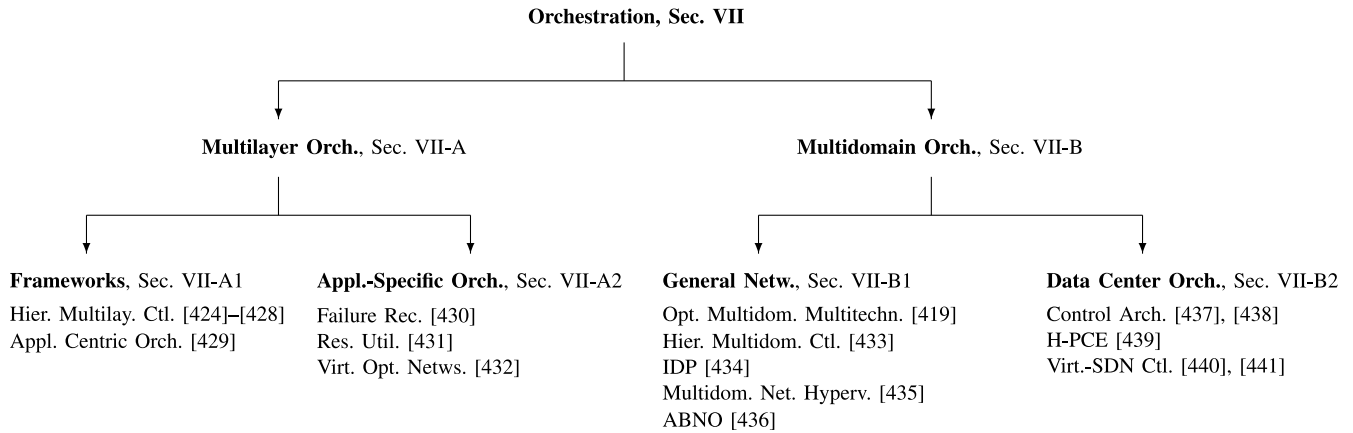 Orchestration, Sec. VII
Multilayer Orch., Sec. VII-A
Multidomain Orch., Sec. VII-B
Frameworks, Sec. VII-A1
Hier. Multilay. Ctl. [424]–[428]
Appl. Centric Orch. [429]
Appl.-Specific Orch., Sec. VII-A2
Failure Rec. [430]
Res. Util. [431]
Virt. Opt. Netws. [432]
General Netw., Sec. VII-B1
Opt. Multidom. Multitechn. [419]
Hier. Multidom. Ctl. [433]
IDP [434]
Multidom. Net. Hyperv. [435]
ABNO [436]
Data Center Orch., Sec. VII-B2
Control Arch. [437], [438]
H-PCE [439]
Virt.-SDN Ctl. [440], [441]